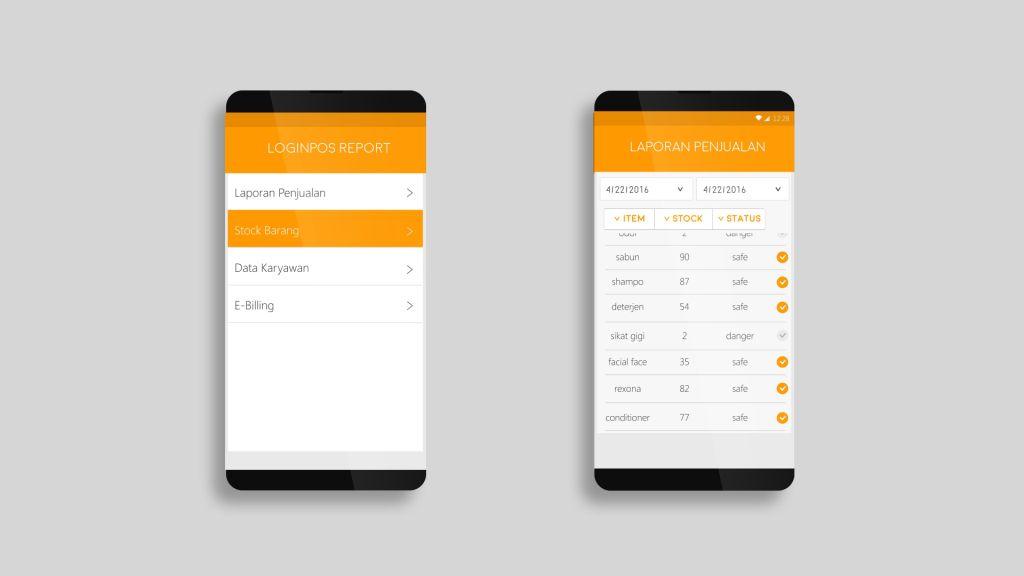 LOGINPOS REPORT
Laporan Penjualan
Stock Barang
Data Karyawan
E-Billing
12:28
LAPORAN PENJUALAN
4/22/2016 4/22/2016
ITEM STOCK STATUS
2 danger
sabun 90 safe
shampo 87 safe
deterjen 54 safe
sikat gigi 2 danger
facial face 35 safe
rexona 82 safe
conditioner 77 safe